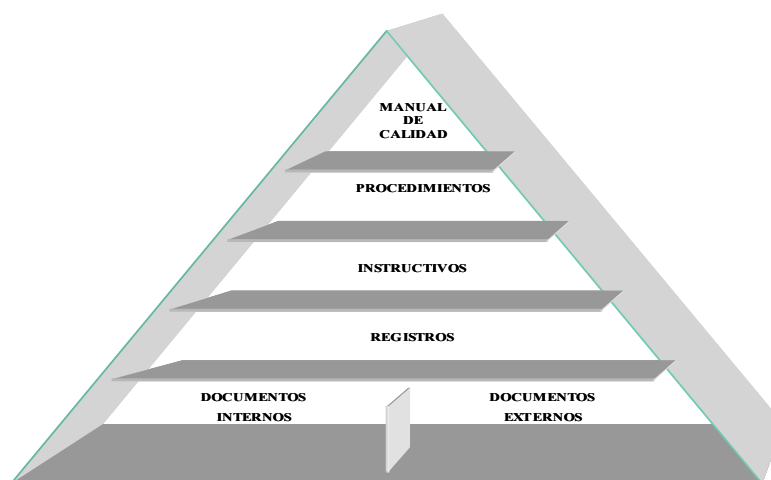 MANUAL
DE
CALIDAD
PROCEDIMIENTOS
INSTRUCTIVOS
REGISTROS
DOCUMENTOS
INTERNOS
DOCUMENTOS
EXTERNOS